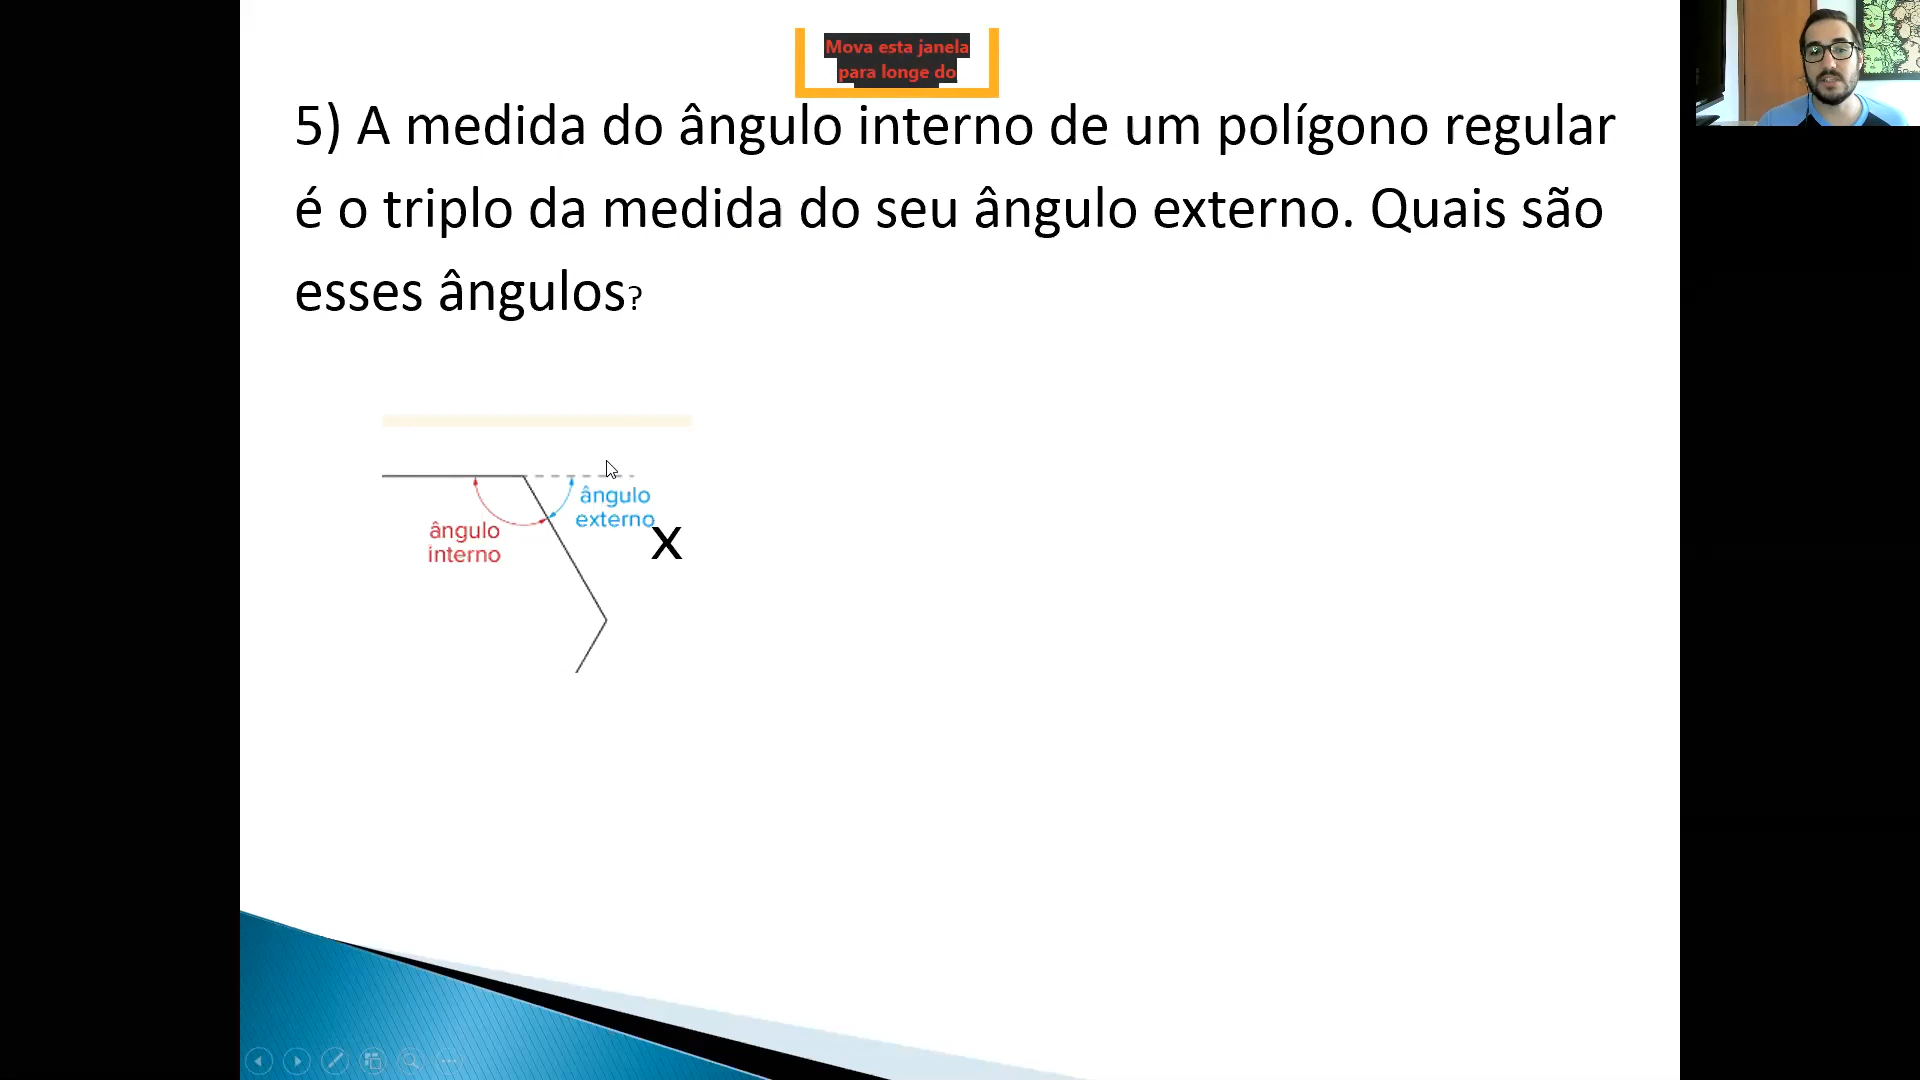 Mova esta janela
para longe do
5) A medida do ângulo interno de um polígono regular
é o triplo da medida do seu ângulo externo. Quais são
esses ângulos?
ângulo
externo
x
ângulo
interno